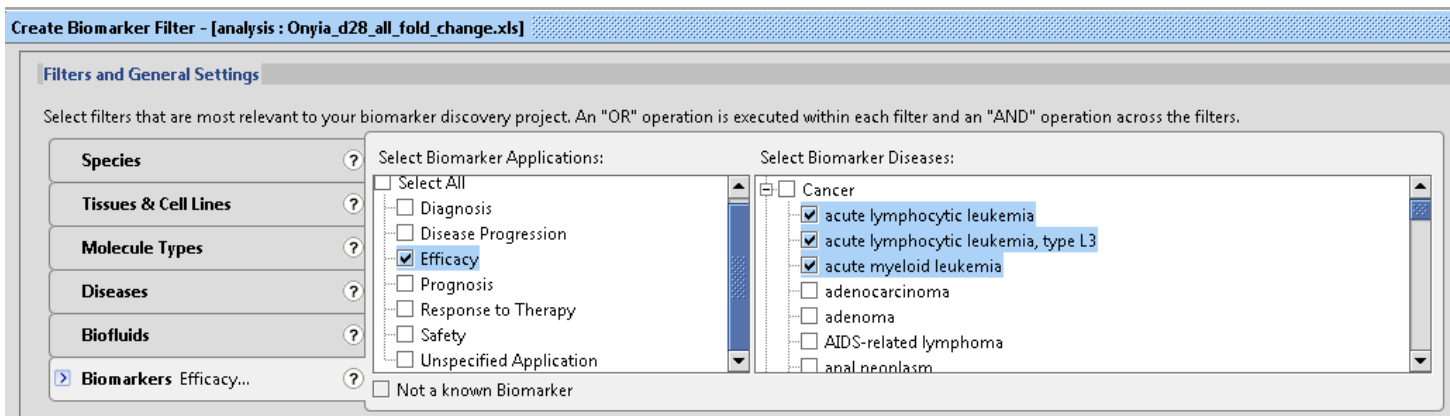 Create Biomarker Filter - [analysis : Onyia_d28_all_fold_change.xls]
Filters and General Settings
Select filters that are most relevant to your biomarker discovery project. An "OR" operation is executed within each filter and an "AND" operation across the filters.
Species ?
Tissues & Cell Lines ?
Molecule Types ?
Diseases ?
Biofluids ?
Biomarkers Efficacy... ?
Select Biomarker Applications:
Select All
Diagnosis
Disease Progression
Efficacy
Prognosis
Response to Therapy
Safety
Unspecified Application
Not a known Biomarker
Select Biomarker Diseases:
Cancer
acute lymphocytic leukemia
acute lymphocytic leukemia, type L3
acute myeloid leukemia
adenocarcinoma
adenoma
AIDS-related lymphoma
anal neoplasm